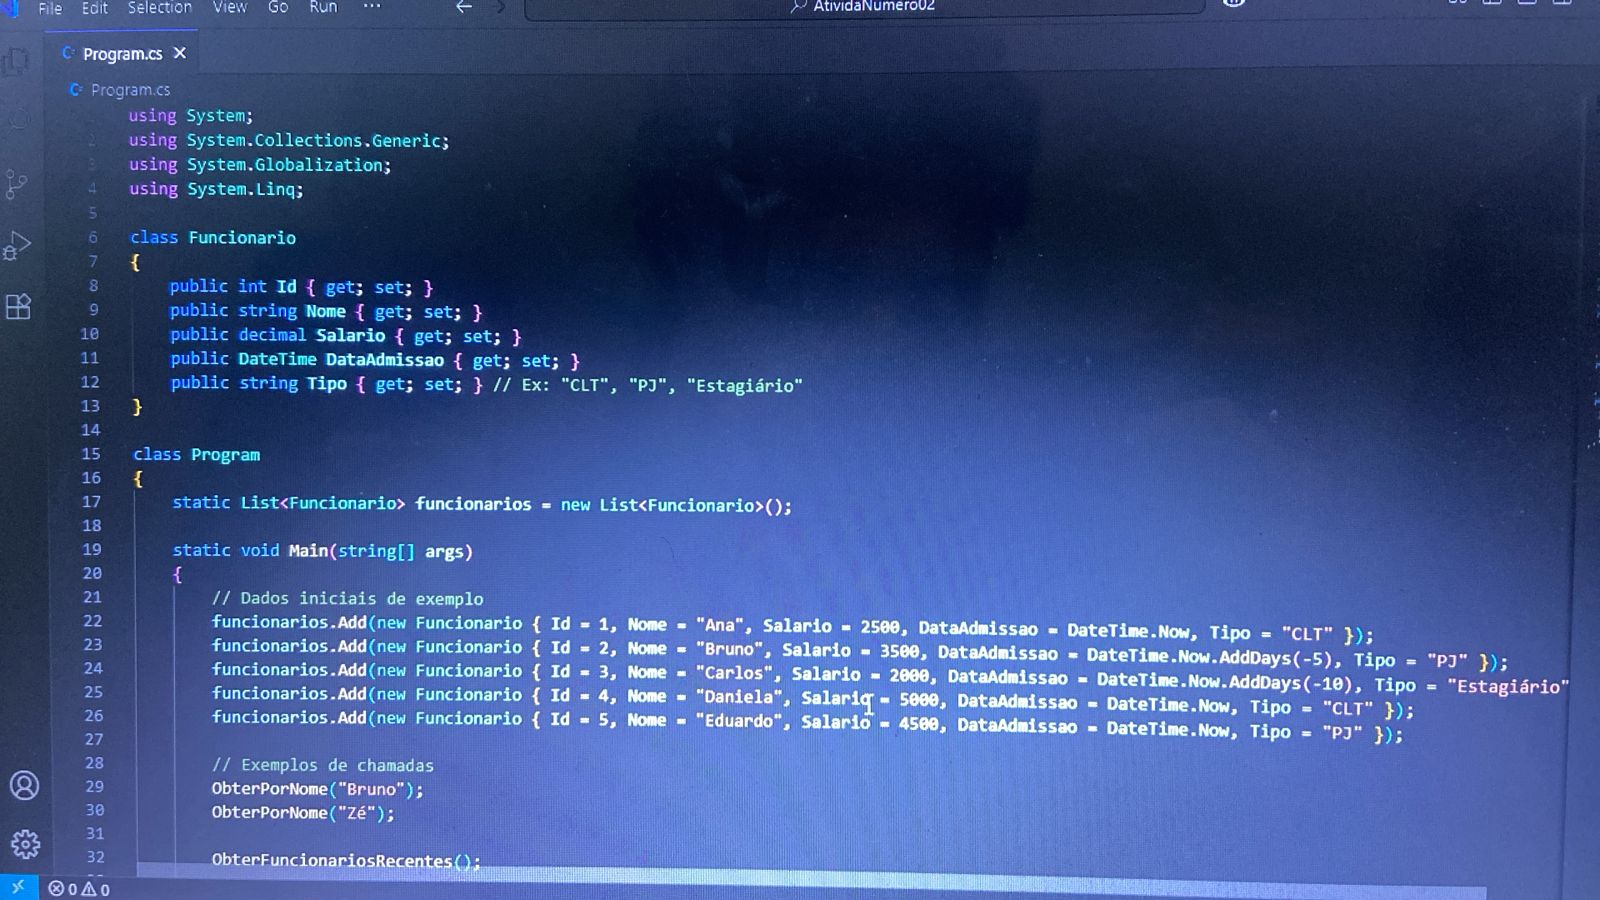 File Edit Selection View Go Run ... AtividaNumero02
Program.cs
Program.cs
using System;
2 using System.Collections.Generic;
3 using System.Globalization;
4 using System.Linq;
5
6 class Funcionario
7 {
8 public int Id { get; set; }
9 public string Nome { get; set; }
10 public decimal Salario { get; set; }
11 public DateTime DataAdmissao { get; set; }
12 public string Tipo { get; set; } // Ex: "CLT", "PJ", "Estagiário"
13 }
14
15 class Program
16 {
17 static List<Funcionario> funcionarios = new List<Funcionario>();
18
19 static void Main(string[] args)
20 {
21 // Dados iniciais de exemplo
22 funcionarios.Add(new Funcionario { Id = 1, Nome = "Ana", Salario = 2500, DataAdmissao = DateTime.Now, Tipo = "CLT" });
23 funcionarios.Add(new Funcionario { Id = 2, Nome = "Bruno", Salario = 3500, DataAdmissao = DateTime.Now.AddDays(-5), Tipo = "PJ" });
24 funcionarios.Add(new Funcionario { Id = 3, Nome = "Carlos", Salario = 2000, DataAdmissao = DateTime.Now.AddDays(-10), Tipo = "Estagiário"
25 funcionarios.Add(new Funcionario { Id = 4, Nome = "Daniela", Salario = 5000, DataAdmissao = DateTime.Now, Tipo = "CLT" });
26 funcionarios.Add(new Funcionario { Id = 5, Nome = "Eduardo", Salario = 4500, DataAdmissao = DateTime.Now, Tipo = "PJ" });
27
28 // Exemplos de chamadas
29 ObterPorNome("Bruno");
30 ObterPorNome("Zé");
31
32 ObterFuncionariosRecentes();
0 0